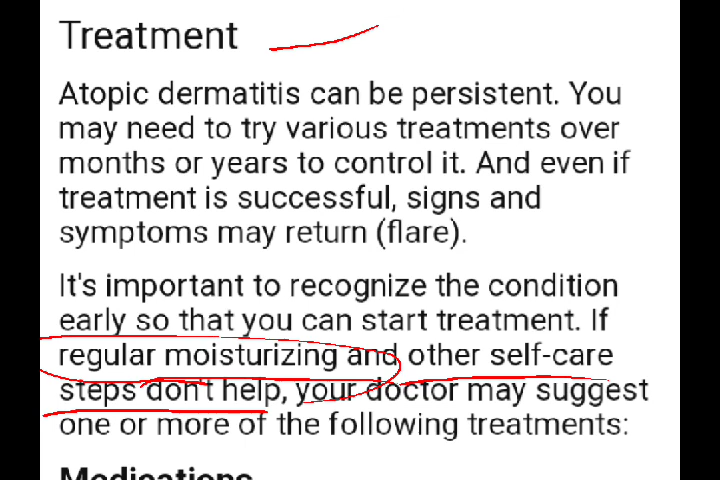 Treatment
Atopic dermatitis can be persistent. You
may need to try various treatments over
months or years to control it. And even if
treatment is successful, signs and
symptoms may return (flare).
It's important to recognize the condition
early so that you can start treatment. If
regular moisturizing and other self-care
steps don't help, your doctor may suggest
one or more of the following treatments:
Medications